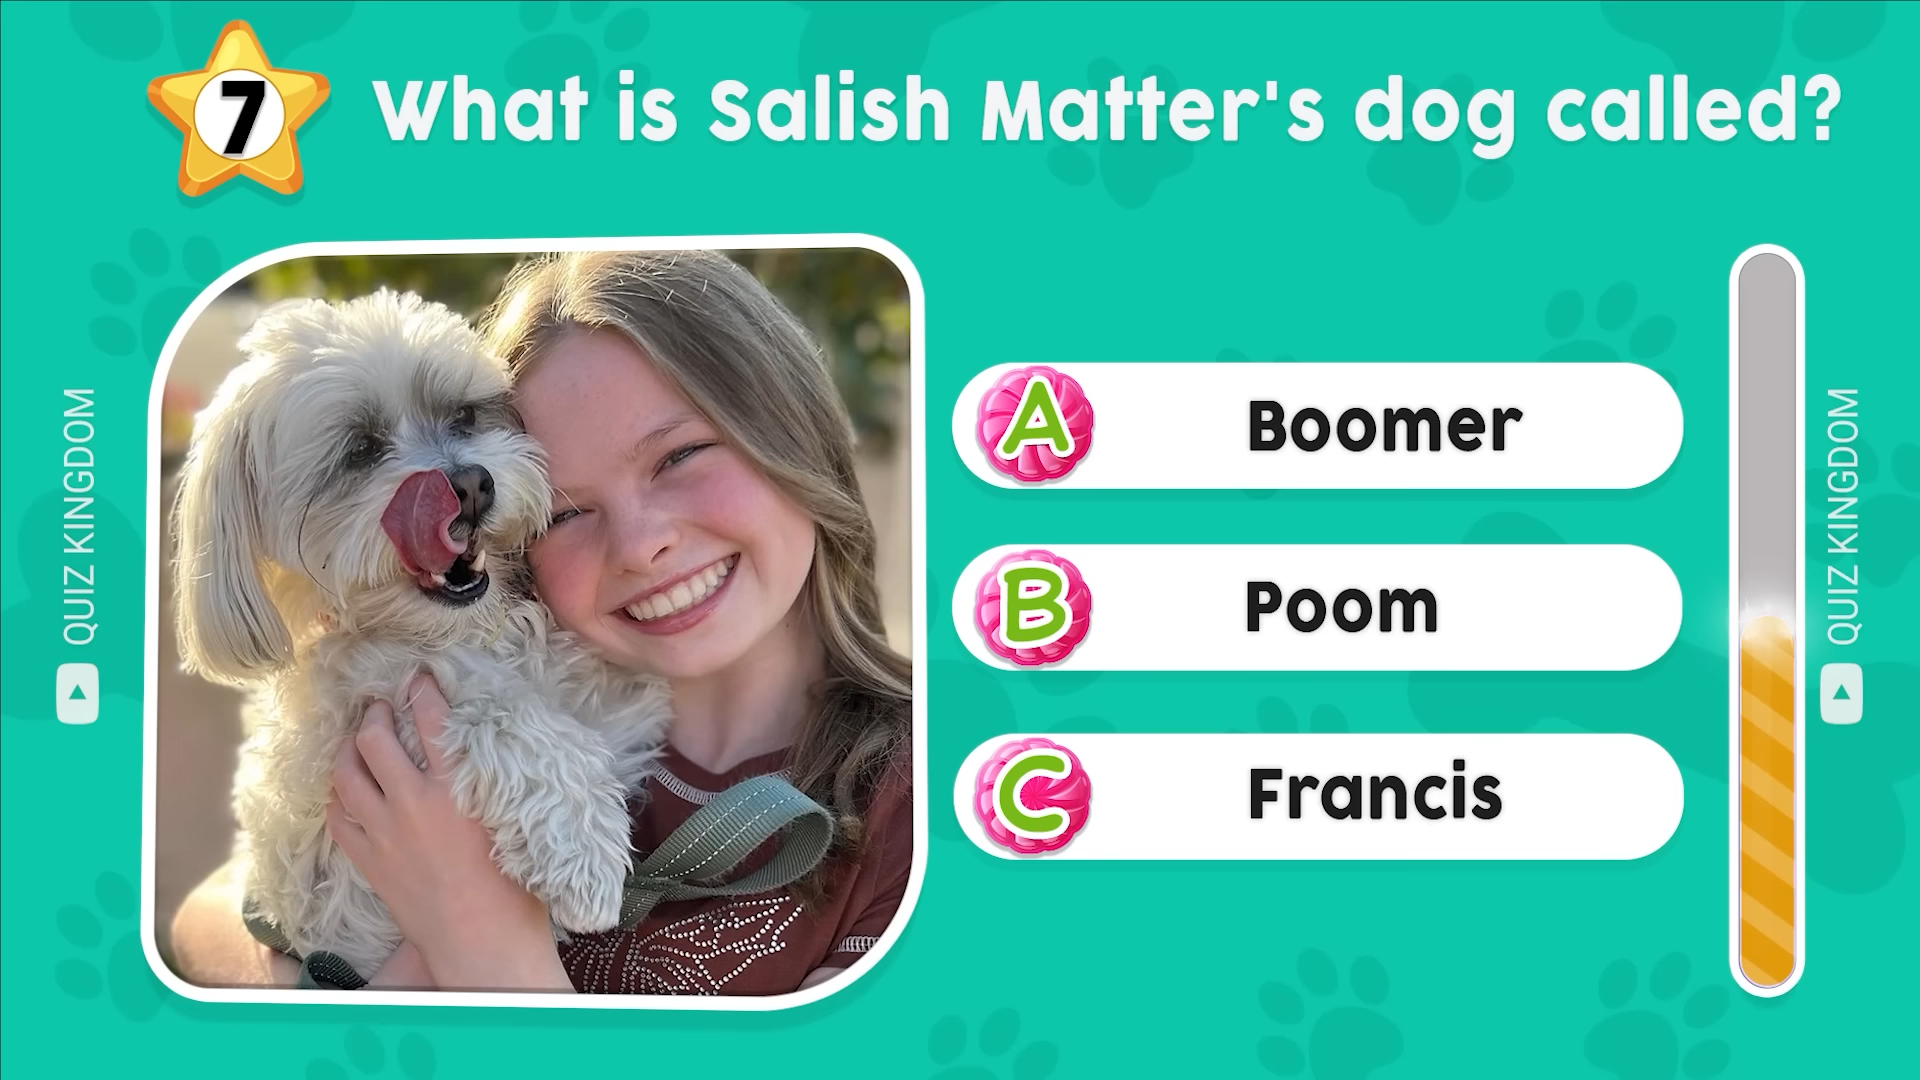 7
What is Salish Matter's dog called?
QUIZ KINGDOM
A Boomer
B Poom
C Francis
QUIZ KINGDOM